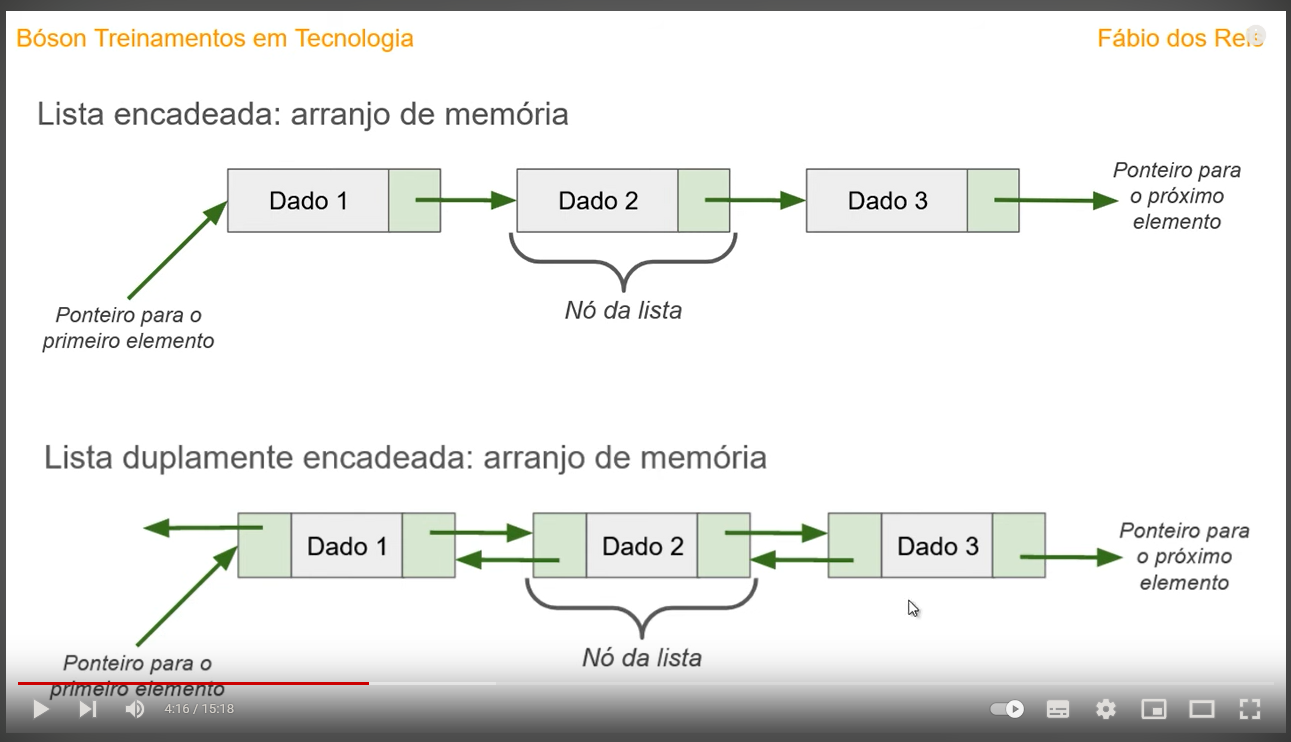 Bóson Treinamentos em Tecnologia
Fábio dos Reis
Lista encadeada: arranjo de memória
Dado 1
Dado 2
Dado 3
Ponteiro para
o próximo
elemento
Ponteiro para o
primeiro elemento
Nó da lista
Lista duplamente encadeada: arranjo de memória
Dado 1
Dado 2
Dado 3
Ponteiro para
o próximo
elemento
Nó da lista
Ponteiro para o
primeiro elemento
4:16 / 15:18